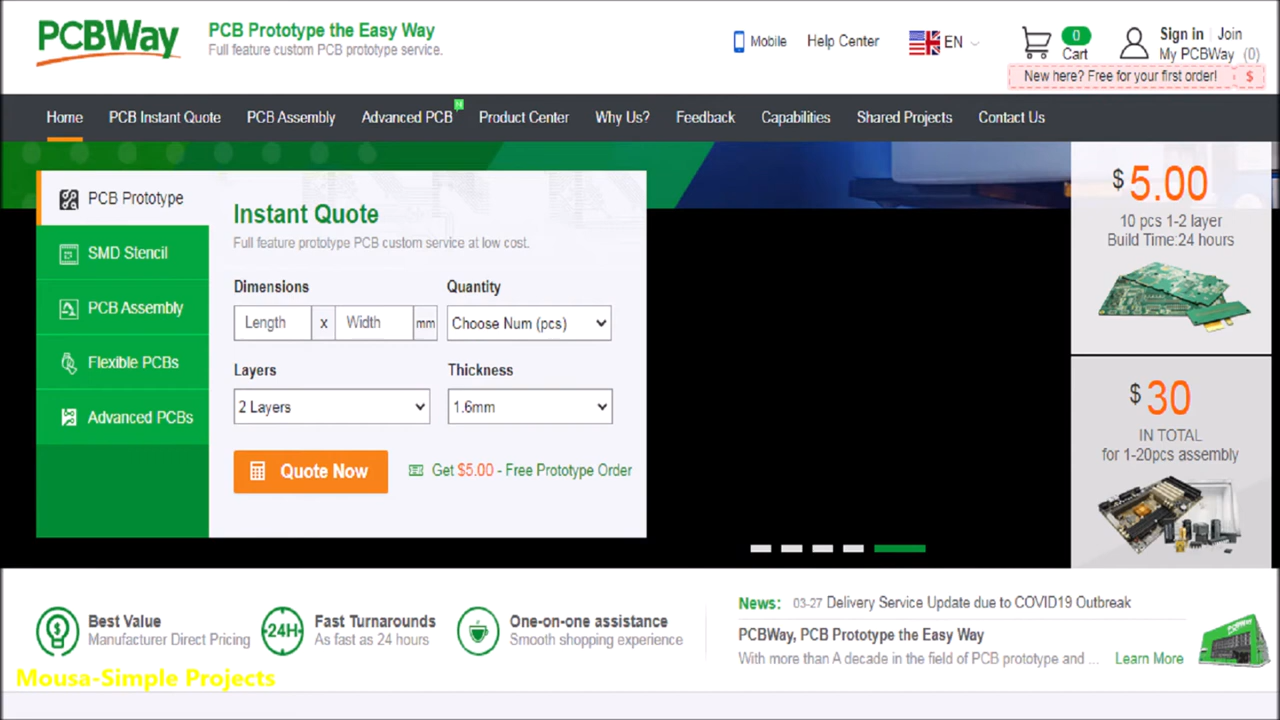 PCBWay
PCB Prototype the Easy Way
Full feature custom PCB prototype service.
Mobile
Help Center
EN
0
Cart
Sign in | Join
My PCBWay (0)
New here? Free for your first order! $
Home
PCB Instant Quote
PCB Assembly
Advanced PCB
N
Product Center
Why Us?
Feedback
Capabilities
Shared Projects
Contact Us
PCB Prototype
SMD Stencil
PCB Assembly
Flexible PCBs
Advanced PCBs
Instant Quote
Full feature prototype PCB custom service at low cost.
Dimensions
Quantity
Length x Width mm
Choose Num (pcs)
Layers
Thickness
2 Layers
1.6mm
Quote Now
Get $5.00 - Free Prototype Order
$5.00
10 pcs 1-2 layer
Build Time:24 hours
$30
IN TOTAL
for 1-20pcs assembly
Best Value
Manufacturer Direct Pricing
24H
Fast Turnarounds
As fast as 24 hours
One-on-one assistance
Smooth shopping experience
News: 03-27 Delivery Service Update due to COVID19 Outbreak
PCBWay, PCB Prototype the Easy Way
With more than A decade in the field of PCB prototype and ... Learn More
PCBWay
Mousa-Simple Projects